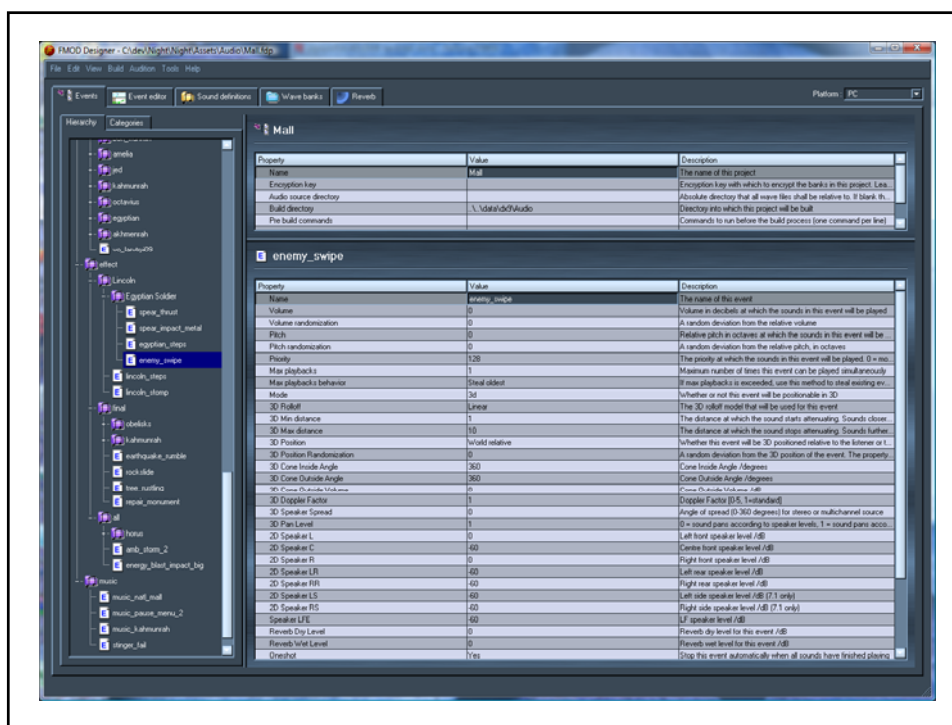 FMOD Designer - C:\dev\Night\Night\Assets\Audio\Mall.fdp
File Edit View Build Audition Tools Help
Events Event editor Sound definitions Wave banks Reverb Platform: PC
Hierarchy Categories
amelia
jed
kahmunrah
octavius
egyptian
akhmenrah
effect
Lincoln
Egyptian Soldier
spear_thrust
spear_impact_metal
egyptian_steps
enemy_swipe
lincoln_steps
lincoln_stomp
final
obelisks
kahmunrah
earthquake_rumble
rockslide
tree_rustling
repair_monument
all
horus
amb_storm_2
energy_blast_impact_big
music
music_natl_mall
music_pause_menu_2
music_kahmunrah
stinger_fail
Mall
Property Value Description
Name Mall The name of this project
Encryption key Encryption key with which to encrypt the banks in this project. Lea...
Audio source directory Absolute directory that all wave files shall be relative to. If blank th...
Build directory ..\..\data\dx9\Audio Directory into which this project will be built
Pre build commands Commands to run before the build process (one command per line)
enemy_swipe
Property Value Description
Name enemy_swipe The name of this event
Volume 0 Volume in decibels at which the sounds in this event will be played
Volume randomization 0 A random deviation from the relative volume
Pitch 0 Relative pitch in octaves at which the sounds in this event will be ...
Pitch randomization 0 A random deviation from the relative pitch, in octaves
Priority 128 The priority at which the sounds in this event will be played. 0 = mo...
Max playbacks 1 Maximum number of times this event can be played simultaneously
Max playbacks behavior Steal oldest If max playbacks is exceeded, use this method to steal existing ev...
Mode 3d Whether or not this event will be positionable in 3D
3D Rolloff Linear The 3D rolloff model that will be used for this event
3D Min distance 1 The distance at which the sound starts attenuating. Sounds closer...
3D Max distance 10 The distance at which the sound stops attenuating. Sounds further...
3D Position World relative Whether this event will be 3D positioned relative to the listener or t...
3D Position Randomization 0 A random deviation from the 3D position of the event. The property...
3D Cone Inside Angle 360 Cone Inside Angle /degrees
3D Cone Outside Angle 360 Cone Outside Angle /degrees
3D Cone Outside Volume 0 Cone Outside Volume /dB
3D Doppler Factor 1 Doppler Factor [0-5, 1=standard]
3D Speaker Spread 0 Angle of spread (0-360 degrees) for stereo or multichannel source
3D Pan Level 1 0 = sound pans according to speaker levels, 1 = sound pans acco...
2D Speaker L 0 Left front speaker level /dB
2D Speaker C -60 Centre front speaker level /dB
2D Speaker R 0 Right front speaker level /dB
2D Speaker LR -60 Left rear speaker level /dB
2D Speaker RR -60 Right rear speaker level /dB
2D Speaker LS -60 Left side speaker level /dB (7.1 only)
2D Speaker RS -60 Right side speaker level /dB (7.1 only)
Speaker LFE -60 LF speaker level /dB
Reverb Dry Level 0 Reverb dry level for this event /dB
Reverb Wet Level 0 Reverb wet level for this event /dB
Oneshot Yes Stop this event automatically when all sounds have finished playing